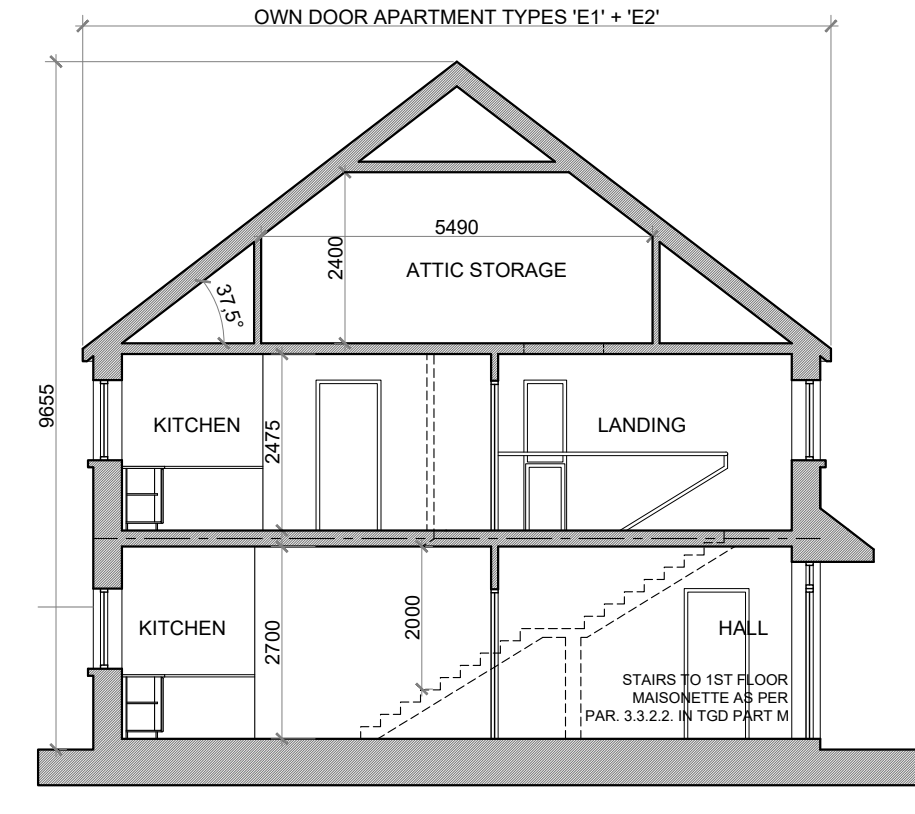 OWN DOOR APARTMENT TYPES 'E1' + 'E2'
5490
2400
ATTIC STORAGE
37,5°
9655
KITCHEN
2475
LANDING
KITCHEN
2700
2000
HALL
STAIRS TO 1ST FLOOR
MAISONETTE AS PER
PAR. 3.3.2.2. IN TGD PART M